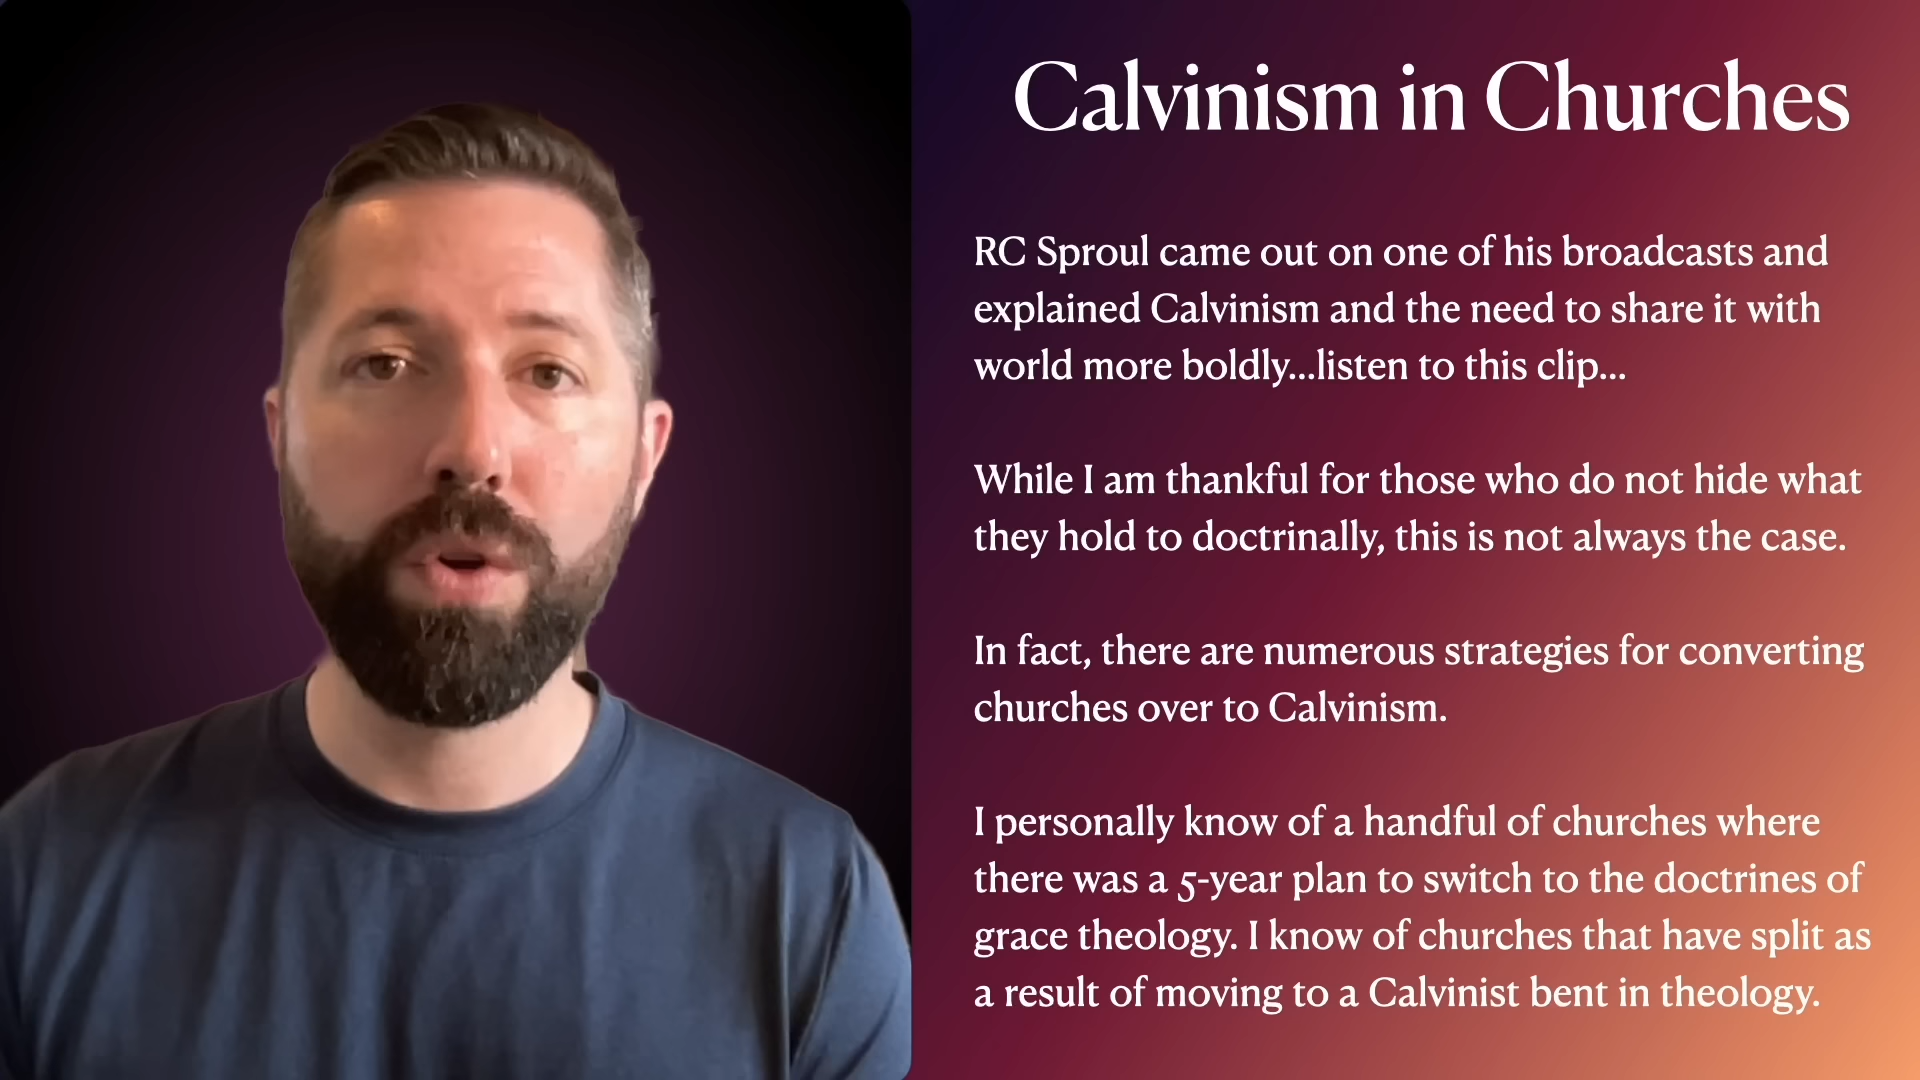 Calvinism in Churches
RC Sproul came out on one of his broadcasts and
explained Calvinism and the need to share it with
world more boldly...listen to this clip...
While I am thankful for those who do not hide what
they hold to doctrinally, this is not always the case.
In fact, there are numerous strategies for converting
churches over to Calvinism.
I personally know of a handful of churches where
there was a 5-year plan to switch to the doctrines of
grace theology. I know of churches that have split as
a result of moving to a Calvinist bent in theology.